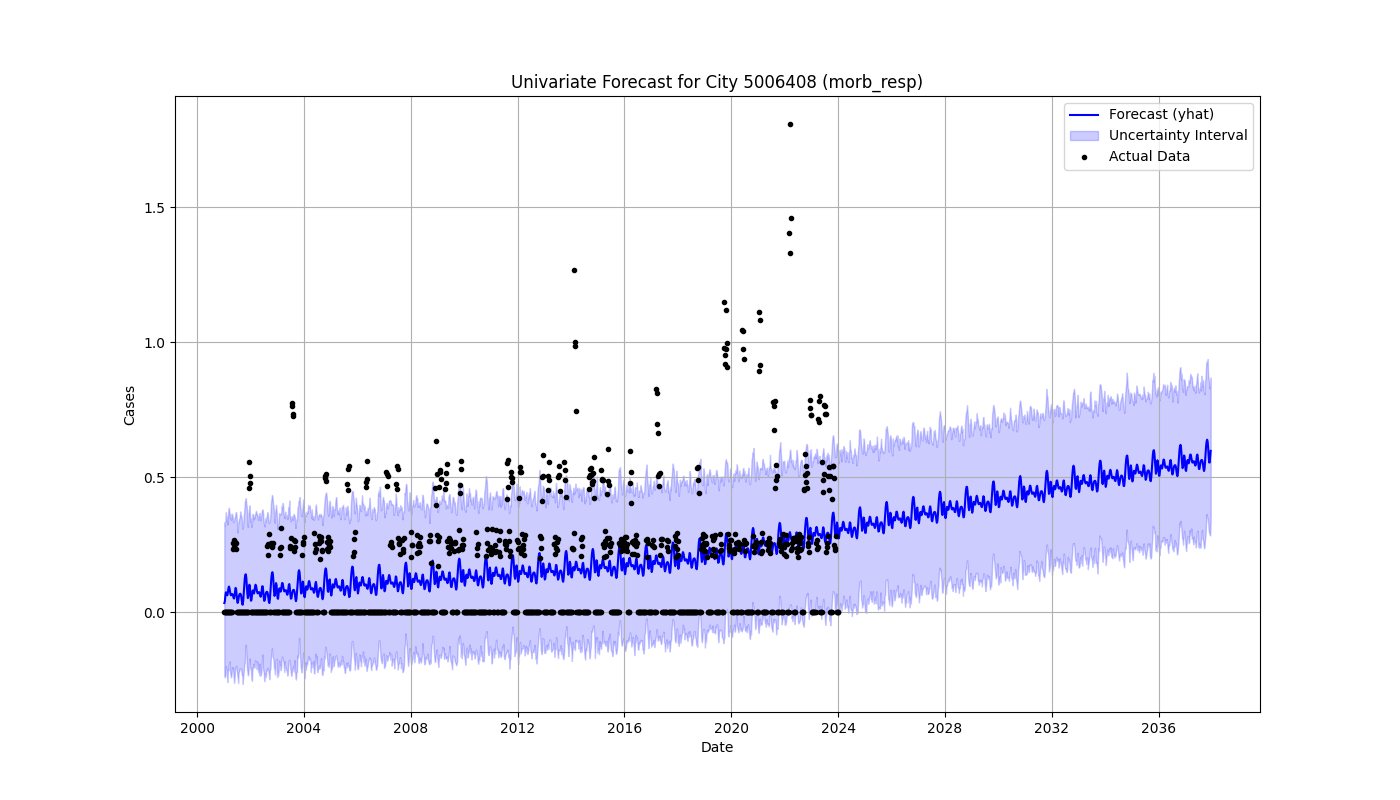 Univariate Forecast for City 5006408 (morb_resp)
Forecast (yhat)
Uncertainty Interval
Actual Data
Cases
1.5
1.0
0.5
0.0
2000 2004 2008 2012 2016 2020 2024 2028 2032 2036
Date